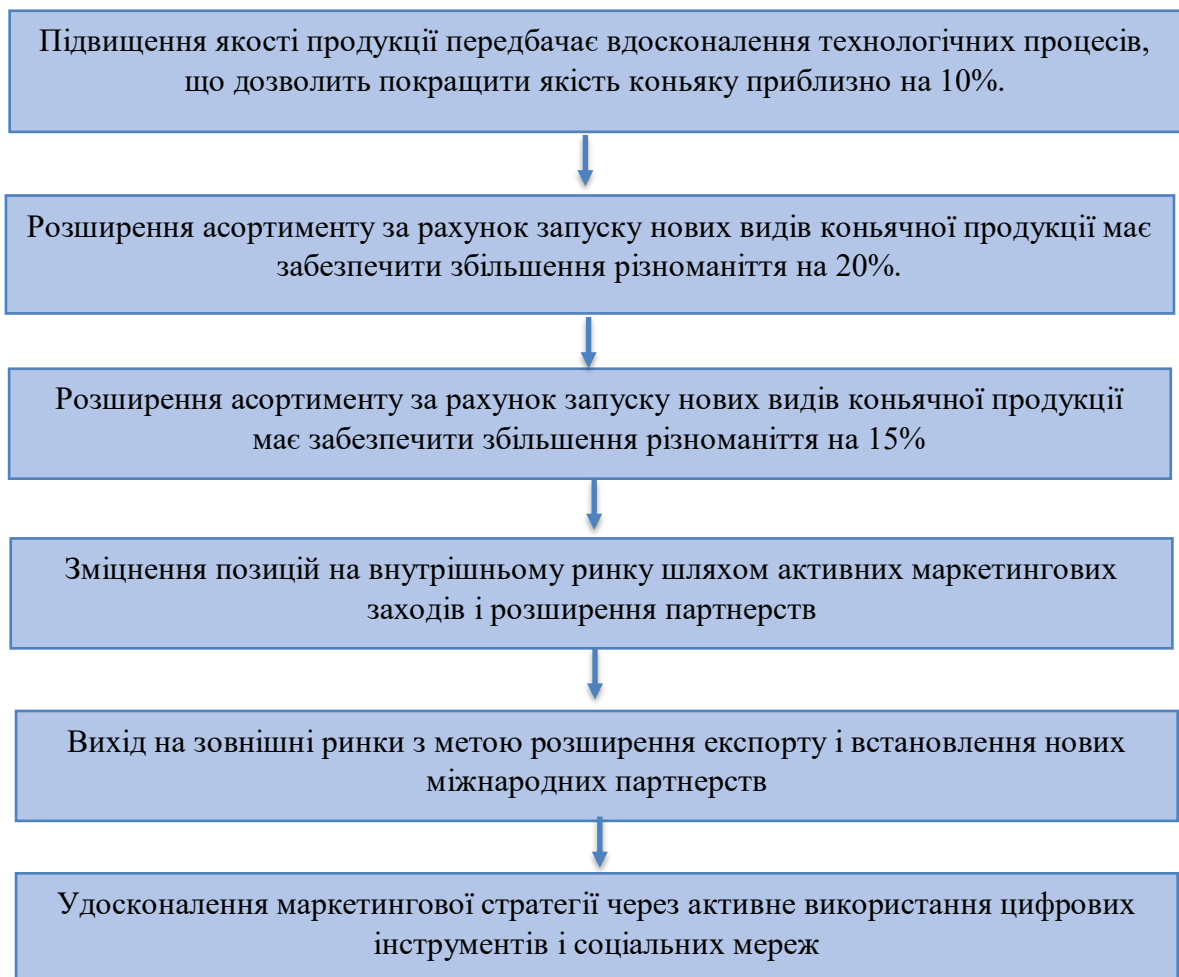 Підвищення якості продукції передбачає вдосконалення технологічних процесів,
що дозволить покращити якість коньяку приблизно на 10%.
Розширення асортименту за рахунок запуску нових видів коньячної продукції має
забезпечити збільшення різноманіття на 20%.
Розширення асортименту за рахунок запуску нових видів коньячної продукції
має забезпечити збільшення різноманіття на 15%
Зміцнення позицій на внутрішньому ринку шляхом активних маркетингових
заходів і розширення партнерств
Вихід на зовнішні ринки з метою розширення експорту і встановлення нових
міжнародних партнерств
Удосконалення маркетингової стратегії через активне використання цифрових
інструментів і соціальних мереж